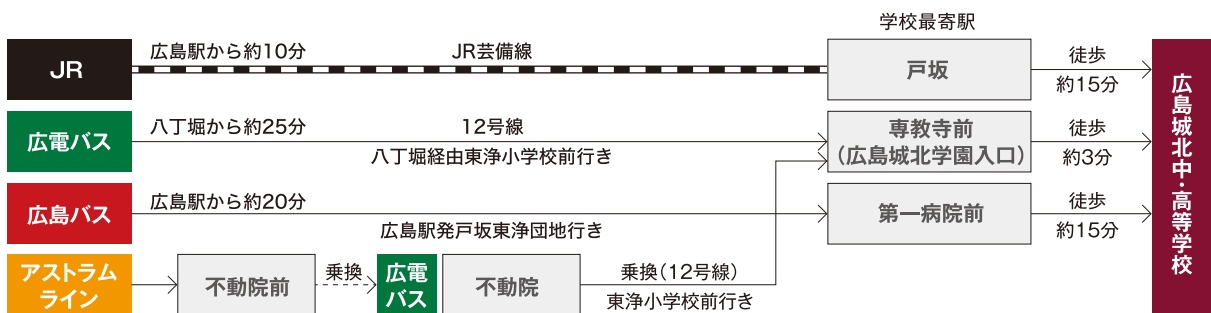 学校最寄駅
JR
広島駅から約10分
JR芸備線
戸坂
徒歩
約15分
広電バス
八丁堀から約25分
12号線
八丁堀経由東浄小学校前行き
専教寺前
（広島城北学園入口）
徒歩
約3分
広島バス
広島駅から約20分
広島駅発戸坂東浄団地行き
第一病院前
徒歩
約15分
アストラム
ライン
不動院前
乗換
広電
バス
不動院
乗換（12号線）
東浄小学校前行き
広島城北中・高等学校